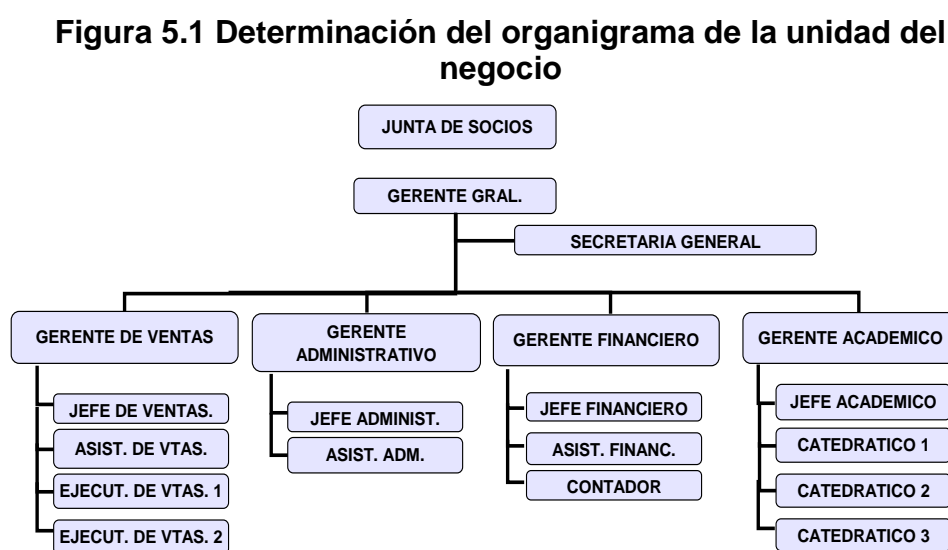 Figura 5.1 Determinación del organigrama de la unidad del
negocio
JUNTA DE SOCIOS
GERENTE GRAL.
SECRETARIA GENERAL
GERENTE DE VENTAS
GERENTE
ADMINISTRATIVO
GERENTE FINANCIERO
GERENTE ACADEMICO
JEFE DE VENTAS.
ASIST. DE VTAS.
EJECUT. DE VTAS. 1
EJECUT. DE VTAS. 2
JEFE ADMINIST.
ASIST. ADM.
JEFE FINANCIERO
ASIST. FINANC.
CONTADOR
JEFE ACADEMICO
CATEDRATICO 1
CATEDRATICO 2
CATEDRATICO 3